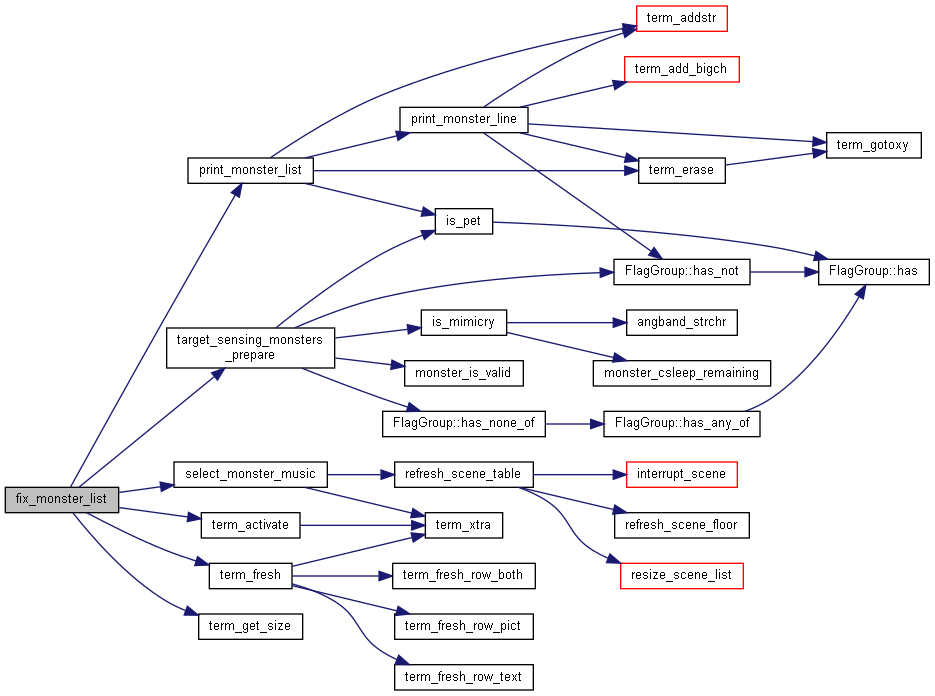 term_addstr
term_add_bigch
print_monster_line
term_gotoxy
print_monster_list
term_erase
is_pet
FlagGroup::has_not
FlagGroup::has
is_mimicry
angband_strchr
target_sensing_monsters
_prepare
monster_is_valid
monster_csleep_remaining
FlagGroup::has_none_of
FlagGroup::has_any_of
select_monster_music
refresh_scene_table
interrupt_scene
fix_monster_list
term_activate
term_xtra
refresh_scene_floor
term_fresh
term_fresh_row_both
resize_scene_list
term_get_size
term_fresh_row_pict
term_fresh_row_text